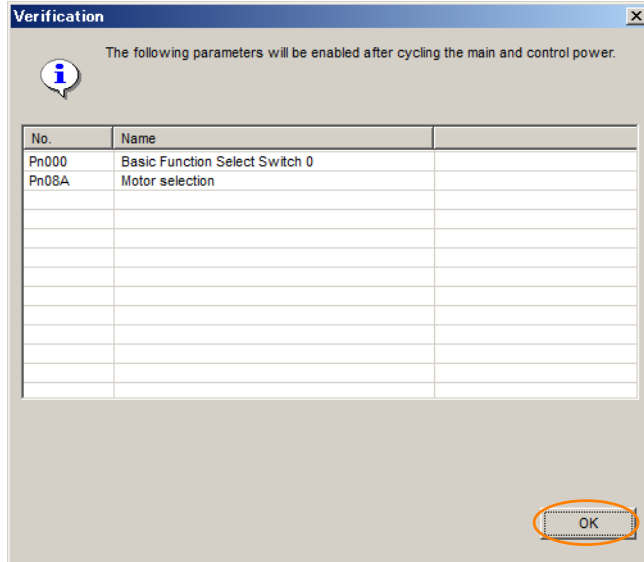 Verification
The following parameters will be enabled after cycling the main and control power.
No. Name
Pn000 Basic Function Select Switch 0
Pn08A Motor selection
OK